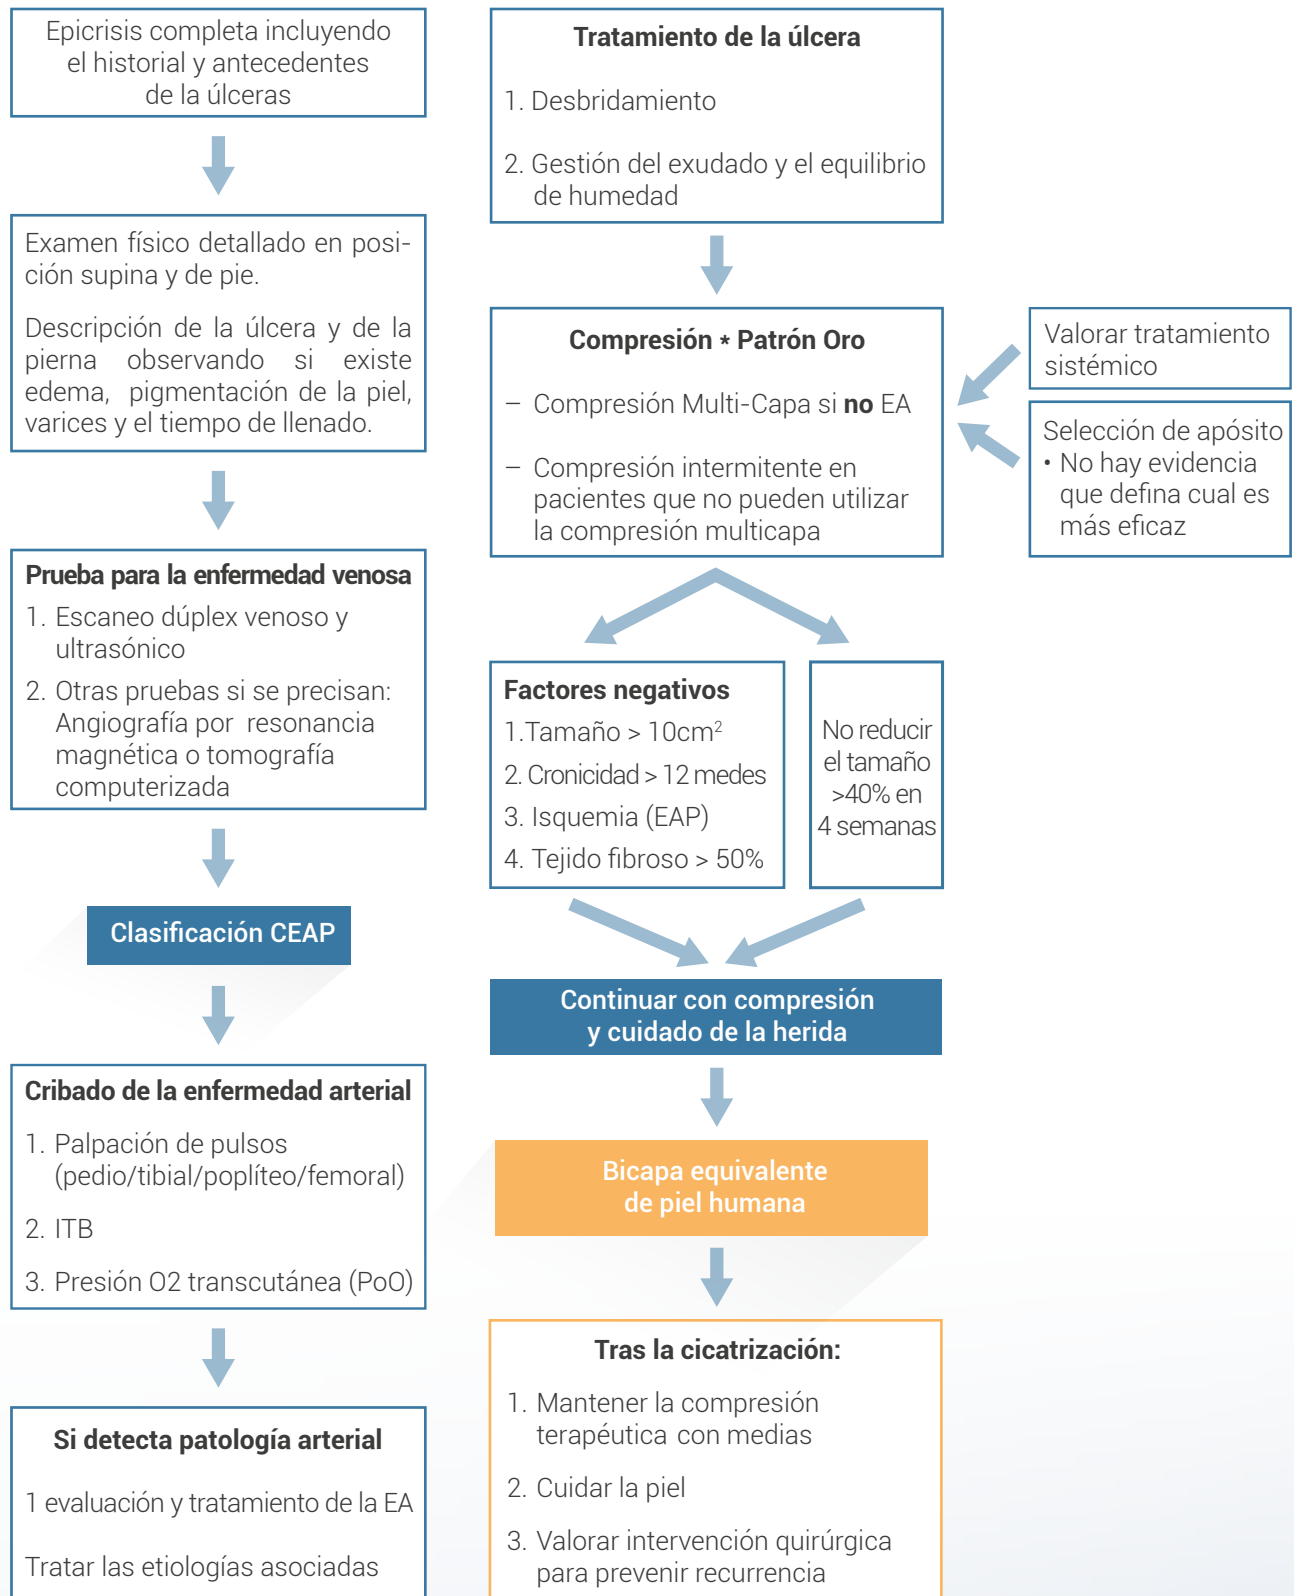 Epicrisis completa incluyendo
el historial y antecedentes
de la úlceras
Examen físico detallado en posi-
ción supina y de pie.
Descripción de la úlcera y de la
pierna observando si existe
edema, pigmentación de la piel,
varices y el tiempo de llenado.
Prueba para la enfermedad venosa
1. Escaneo dúplex venoso y
ultrasónico
2. Otras pruebas si se precisan:
Angiografía por resonancia
magnética o tomografía
computerizada
Clasificación CEAP
Cribado de la enfermedad arterial
1. Palpación de pulsos
(pedio/tibial/poplíteo/femoral)
2. ITB
3. Presión O2 transcutánea (PoO)
Si detecta patología arterial
1 evaluación y tratamiento de la EA
Tratar las etiologías asociadas
Tratamiento de la úlcera
1. Desbridamiento
2. Gestión del exudado y el equilibrio
de humedad
Compresión * Patrón Oro
– Compresión Multi-Capa si no EA
– Compresión intermitente en
pacientes que no pueden utilizar
la compresión multicapa
Valorar tratamiento
sistémico
Selección de apósito
• No hay evidencia
que defina cual es
más eficaz
Factores negativos
1.Tamaño > 10cm²
2. Cronicidad > 12 medes
3. Isquemia (EAP)
4. Tejido fibroso > 50%
No reducir
el tamaño
>40% en
4 semanas
Continuar con compresión
y cuidado de la herida
Bicapa equivalente
de piel humana
Tras la cicatrización:
1. Mantener la compresión
terapéutica con medias
2. Cuidar la piel
3. Valorar intervención quirúrgica
para prevenir recurrencia